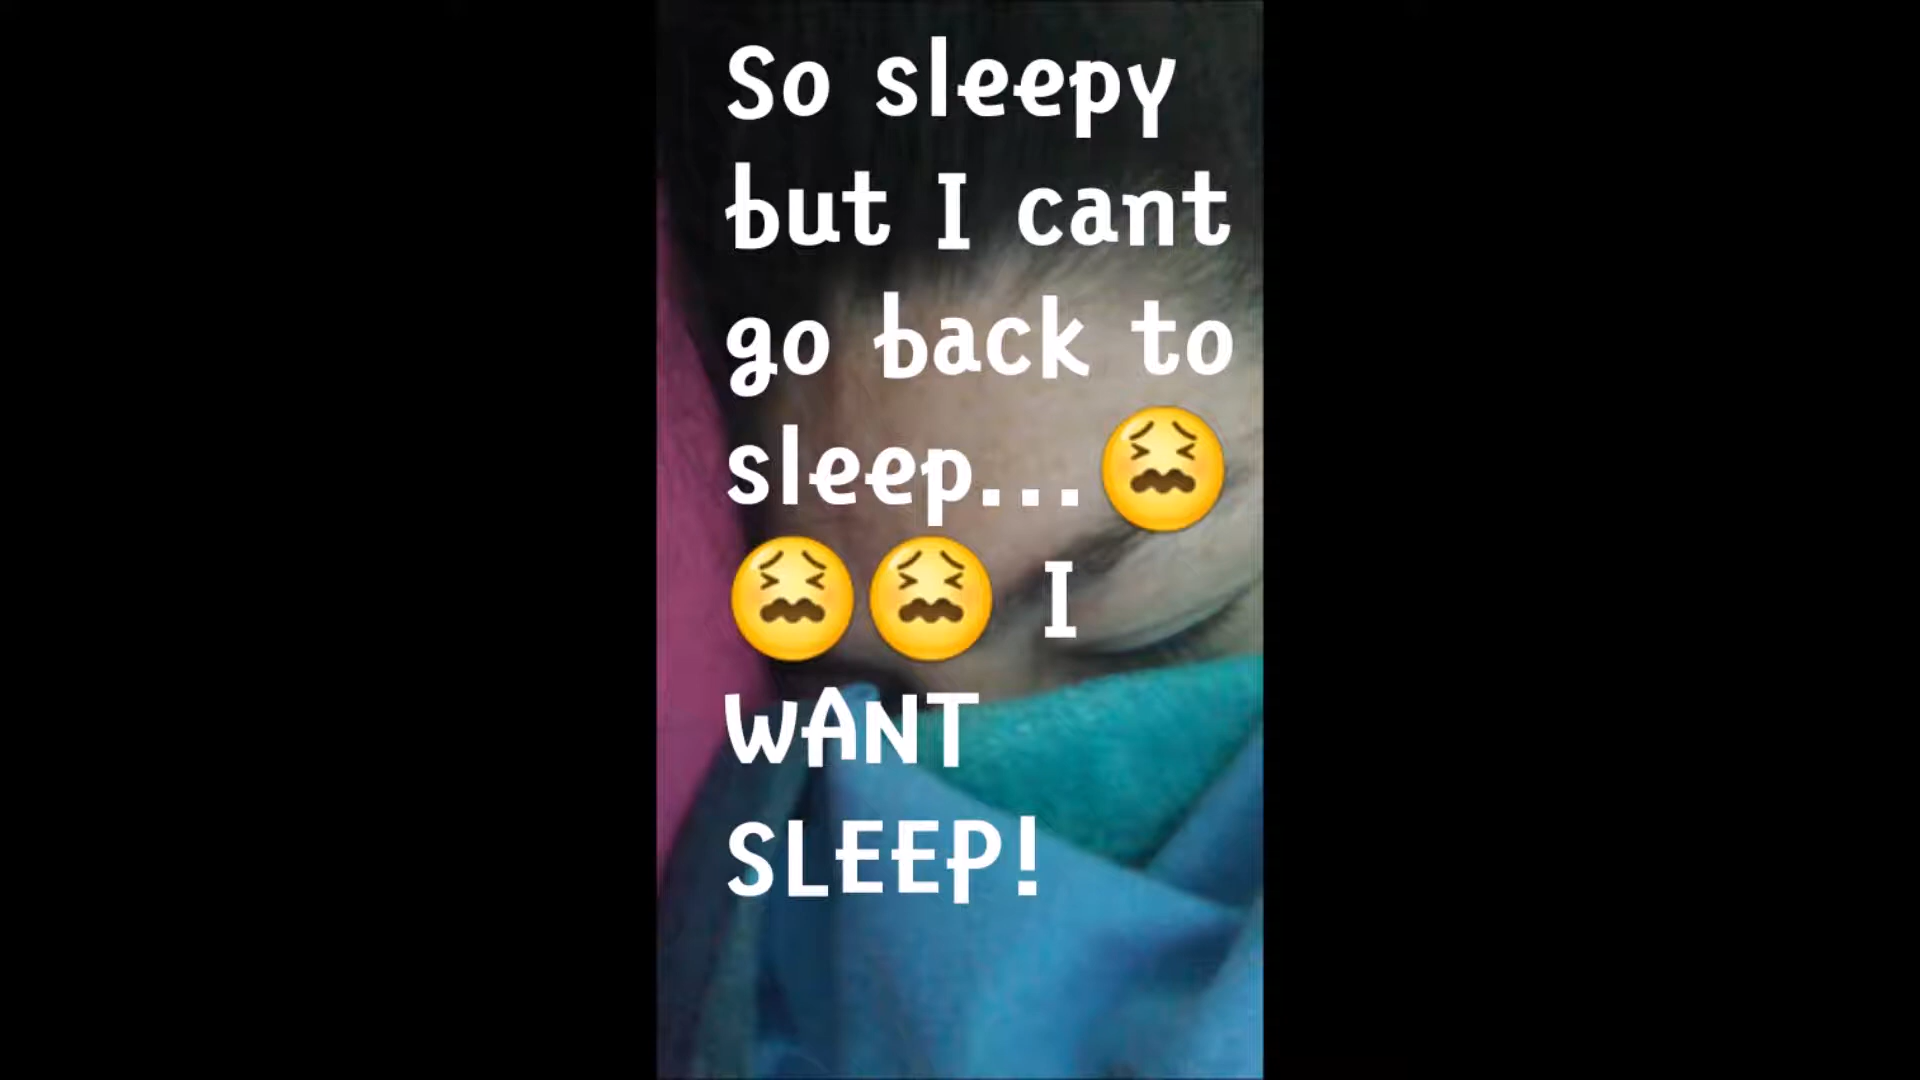 So sleepy
but I cant
go back to
sleep...😖
😖😖 I
WANT
SLEEP!